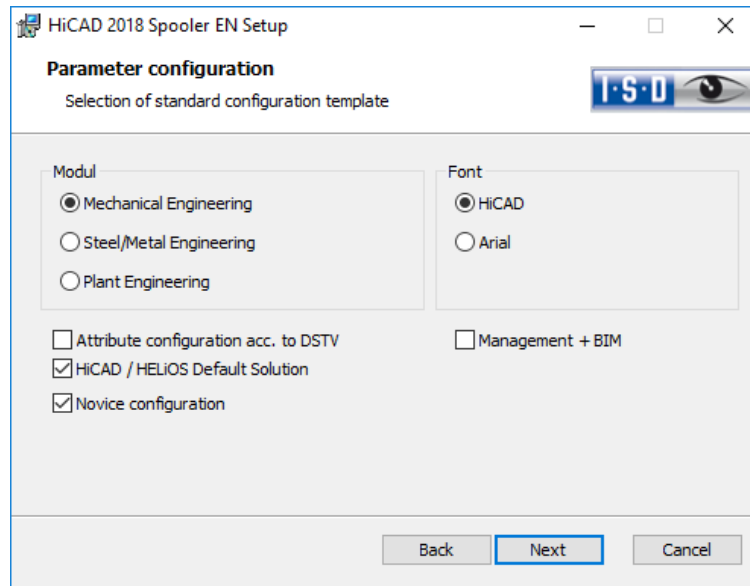 HiCAD 2018 Spooler EN Setup
Parameter configuration
Selection of standard configuration template
I·S·D
Modul
Mechanical Engineering
Steel/Metal Engineering
Plant Engineering
Font
HiCAD
Arial
Attribute configuration acc. to DSTV
Management + BIM
HiCAD / HELiOS Default Solution
Novice configuration
Back
Next
Cancel